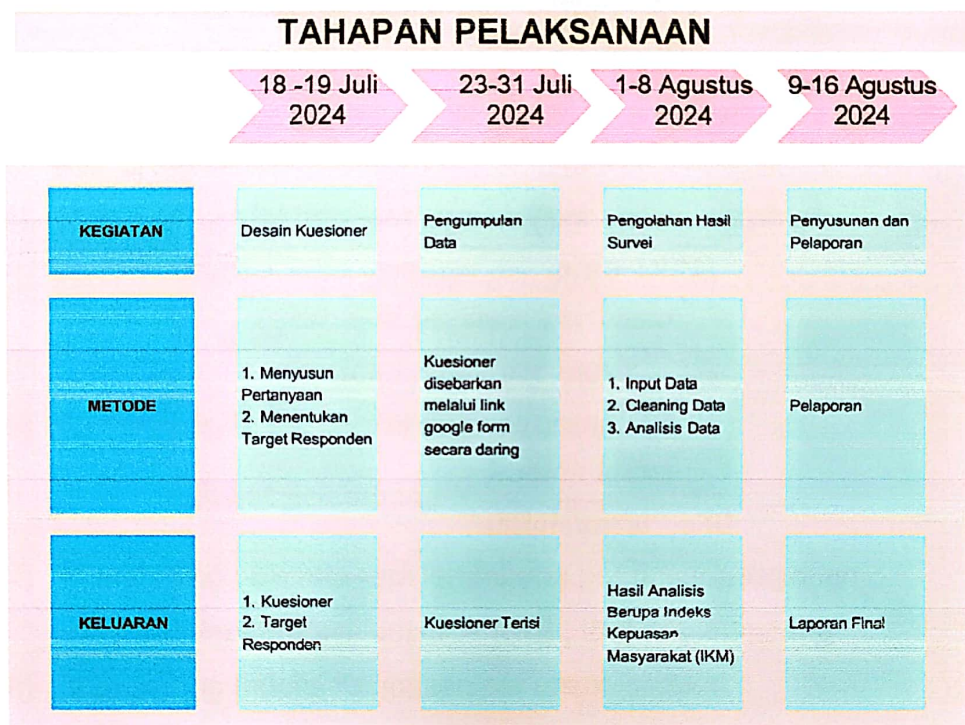 TAHAPAN PELAKSANAAN
18 -19 Juli
2024
23-31 Juli
2024
1-8 Agustus
2024
9-16 Agustus
2024
KEGIATAN
Desain Kuesioner
Pengumpulan
Data
Pengolahan Hasil
Survei
Penyusunan dan
Pelaporan
METODE
1. Menyusun
Pertanyaan
2. Menentukan
Target Responden
Kuesioner
disebarkan
melalui link
google form
secara daring
1. Input Data
2. Cleaning Data
3. Analisis Data
Pelaporan
KELUARAN
1. Kuesioner
2. Target
Responden
Kuesioner Terisi
Hasil Analisis
Berupa Indeks
Kepuasan
Masyarakat (IKM)
Laporan Final